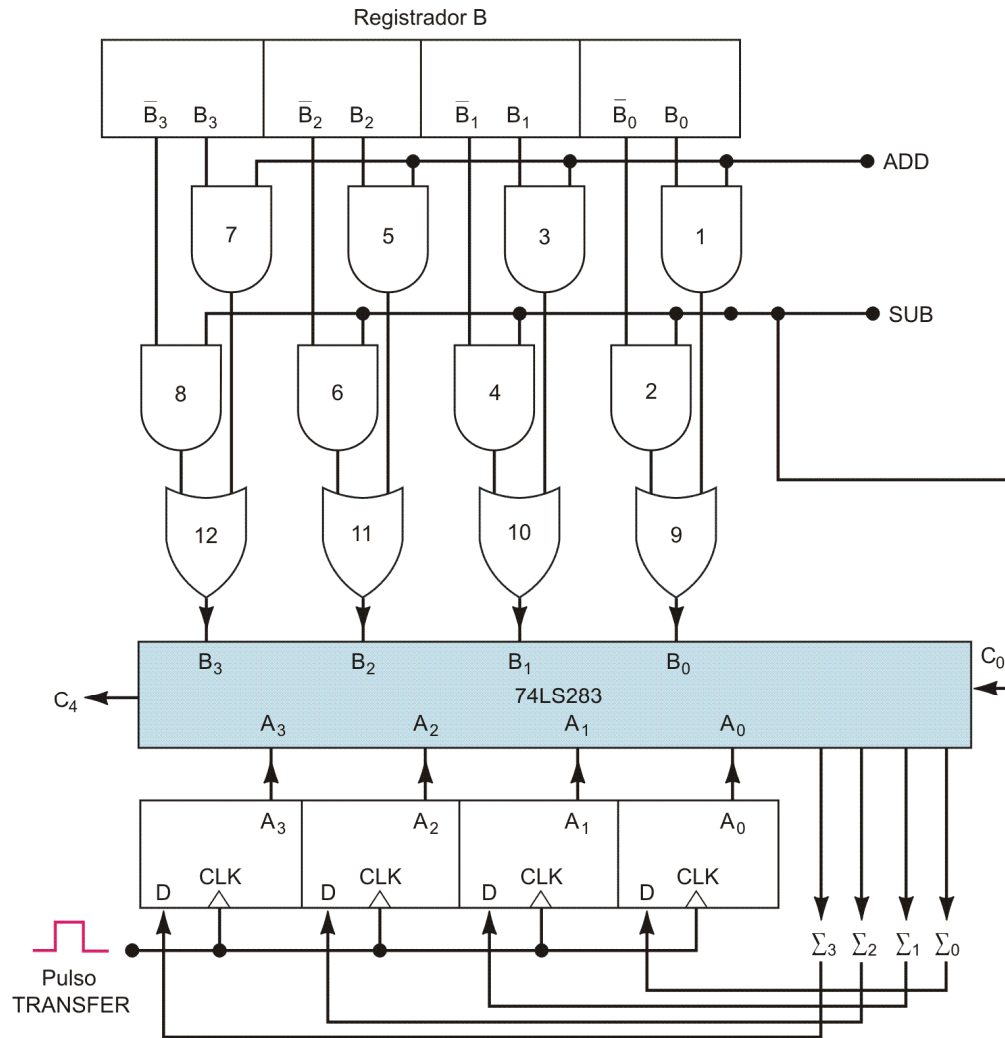 Registrador B
B̅₃ B₃ B̅₂ B₂ B̅₁ B₁ B̅₀ B₀
ADD
7 5 3 1
SUB
8 6 4 2
12 11 10 9
B₃ B₂ B₁ B₀
C₀
C₄
74LS283
A₃ A₂ A₁ A₀
A₃ A₂ A₁ A₀
D CLK D CLK D CLK D CLK
Σ₃ Σ₂ Σ₁ Σ₀
Pulso
TRANSFER